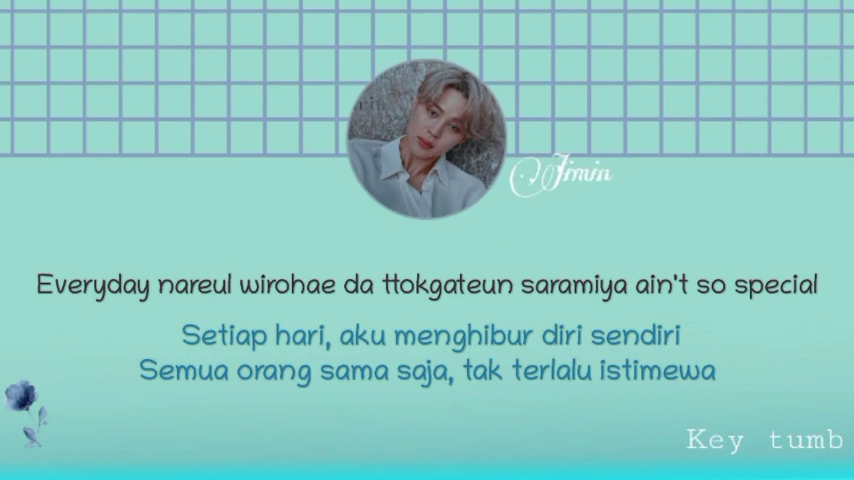 Jimin
Everyday nareul wirohae da ttokgateun saramiya ain't so special
Setiap hari, aku menghibur diri sendiri
Semua orang sama saja, tak terlalu istimewa
Key tumb